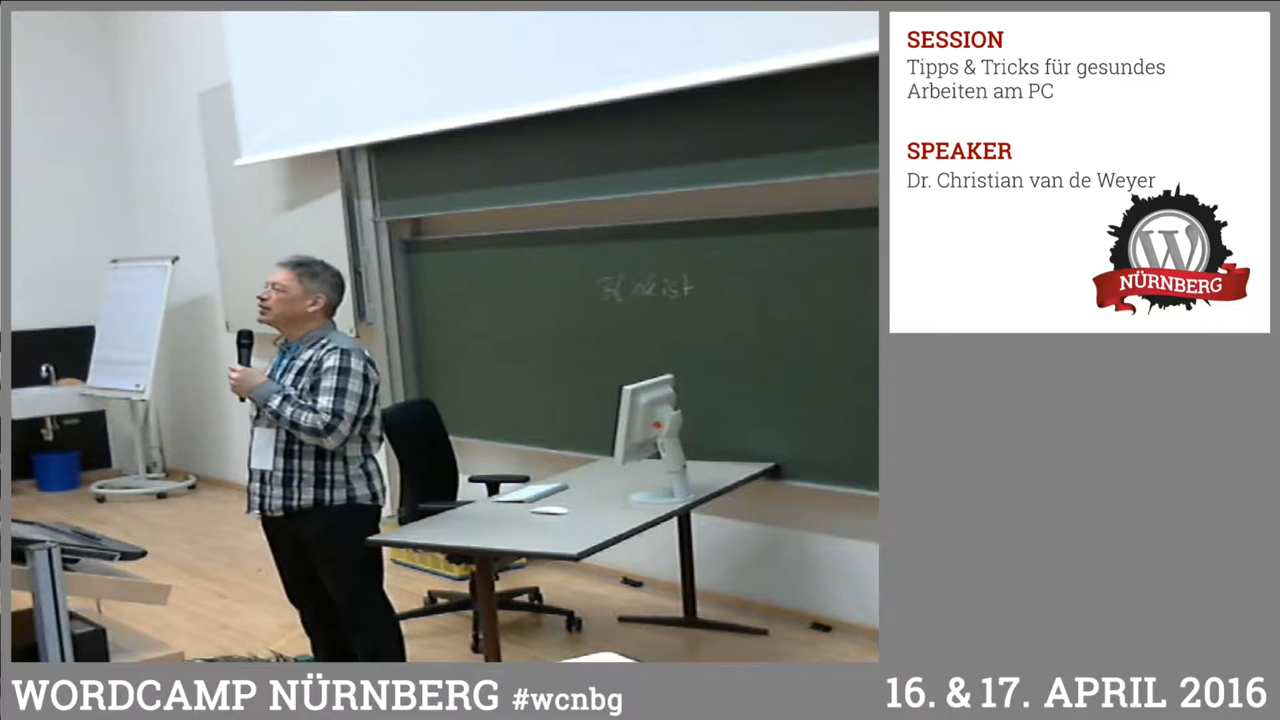 SESSION
Tipps & Tricks für gesundes
Arbeiten am PC
SPEAKER
Dr. Christian van de Weyer
W
NÜRNBERG
WORDCAMP NÜRNBERG #wcnbg
16. & 17. APRIL 2016